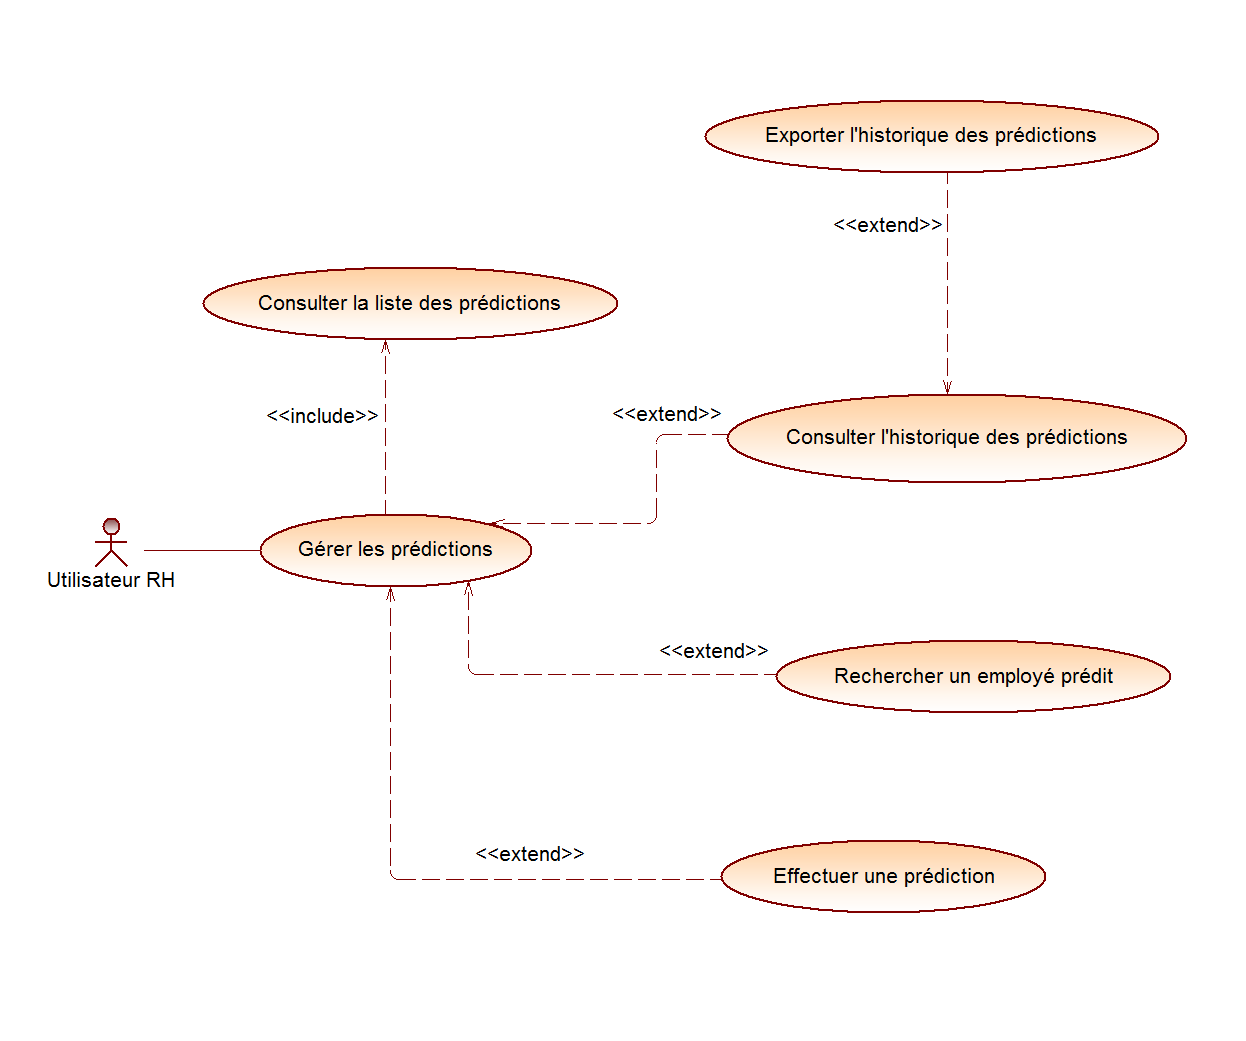 Exporter l'historique des prédictions
<<extend>>
Consulter la liste des prédictions
<<include>>
<<extend>>
Consulter l'historique des prédictions
Gérer les prédictions
Utilisateur RH
<<extend>>
Rechercher un employé prédit
<<extend>>
Effectuer une prédiction